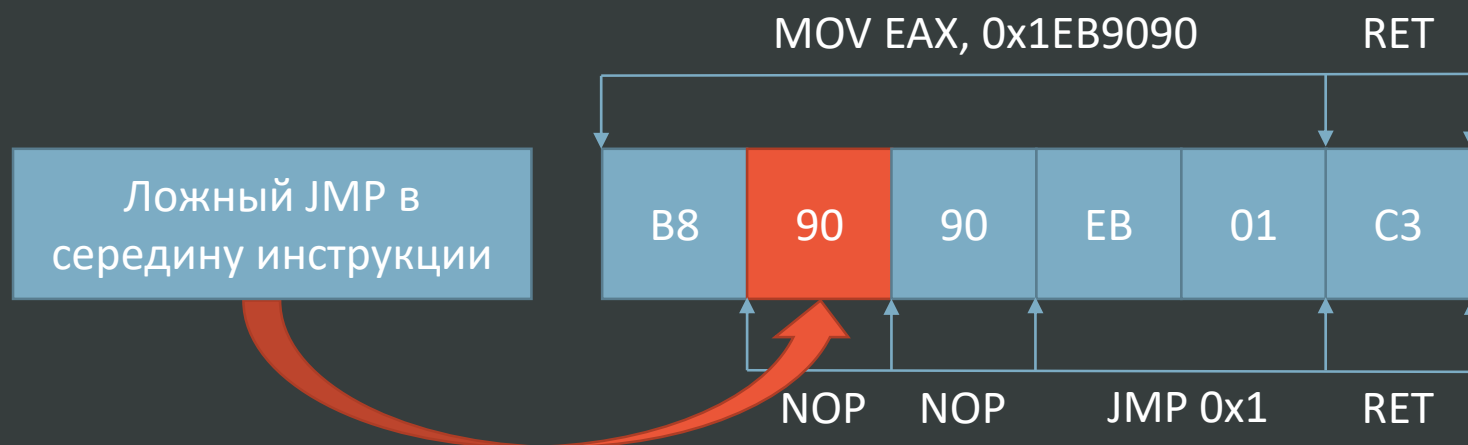 MOV EAX, 0x1EB9090 RET
Ложный JMP в
середину инструкции
B8 90 90 EB 01 C3
NOP NOP JMP 0x1 RET